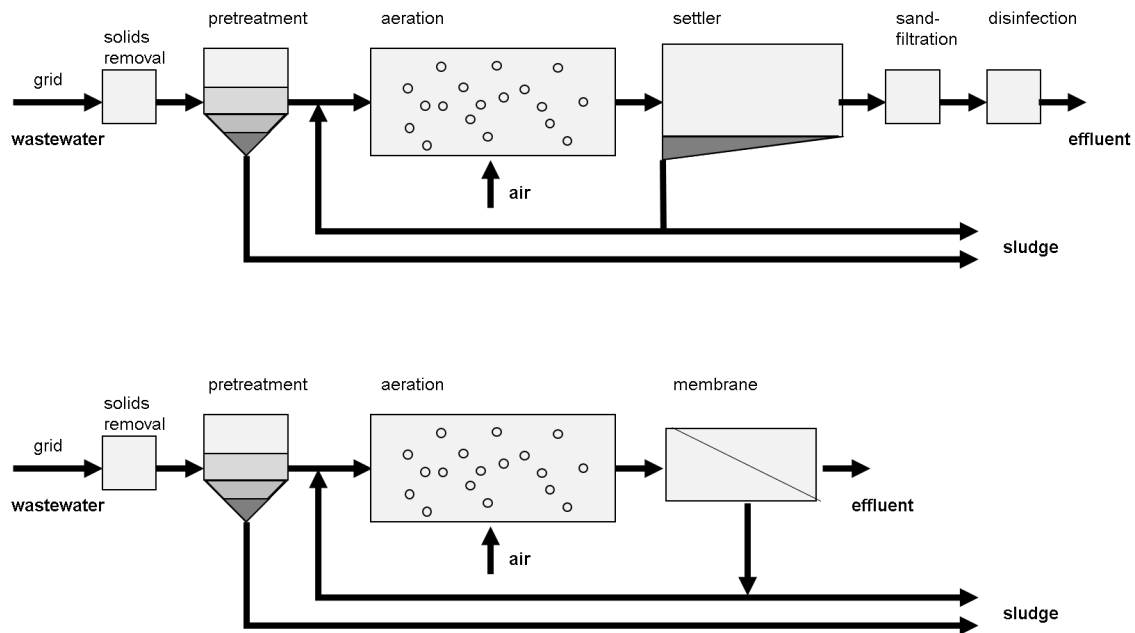 pretreatment
aeration
settler
sand-
filtration
disinfection
solids
removal
grid
wastewater
effluent
air
sludge
pretreatment
aeration
membrane
solids
removal
grid
wastewater
effluent
air
sludge